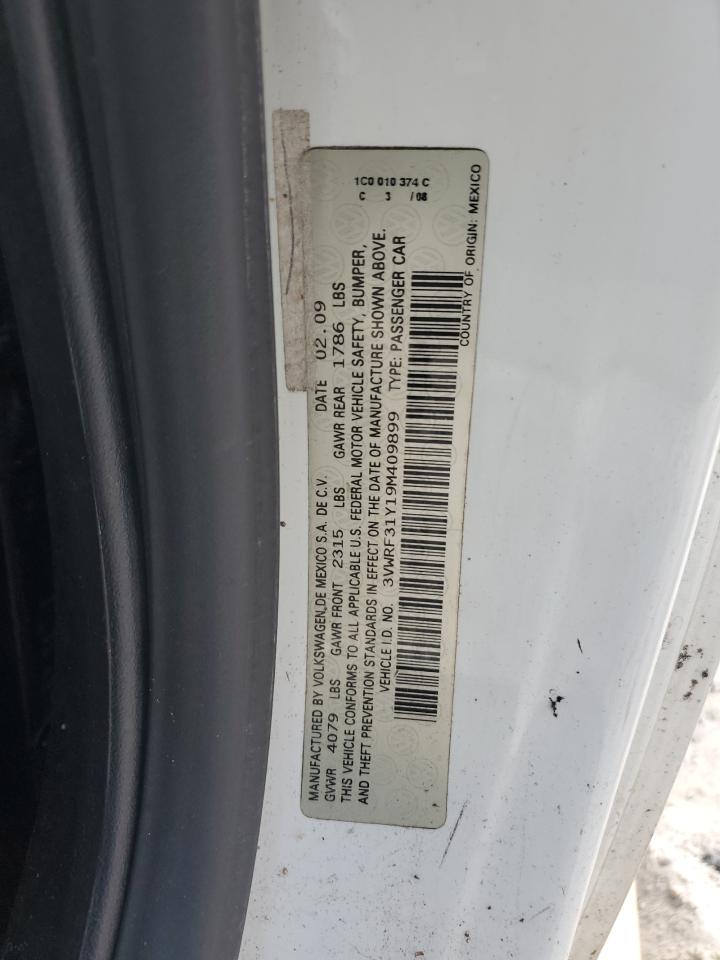 1C0 010 374 C
C 3 /08
MANUFACTURED BY VOLKSWAGEN DE MEXICO S.A. DE C.V. DATE 02.09
GVWR 4079 LBS GAWR FRONT 2315 LBS GAWR REAR 1786 LBS
THIS VEHICLE CONFORMS TO ALL APPLICABLE U.S. FEDERAL MOTOR VEHICLE SAFETY, BUMPER,
AND THEFT PREVENTION STANDARDS IN EFFECT ON THE DATE OF MANUFACTURE SHOWN ABOVE.
VEHICLE I.D. NO. 3VWRF31Y19M409899 TYPE: PASSENGER CAR
COUNTRY OF ORIGIN: MEXICO